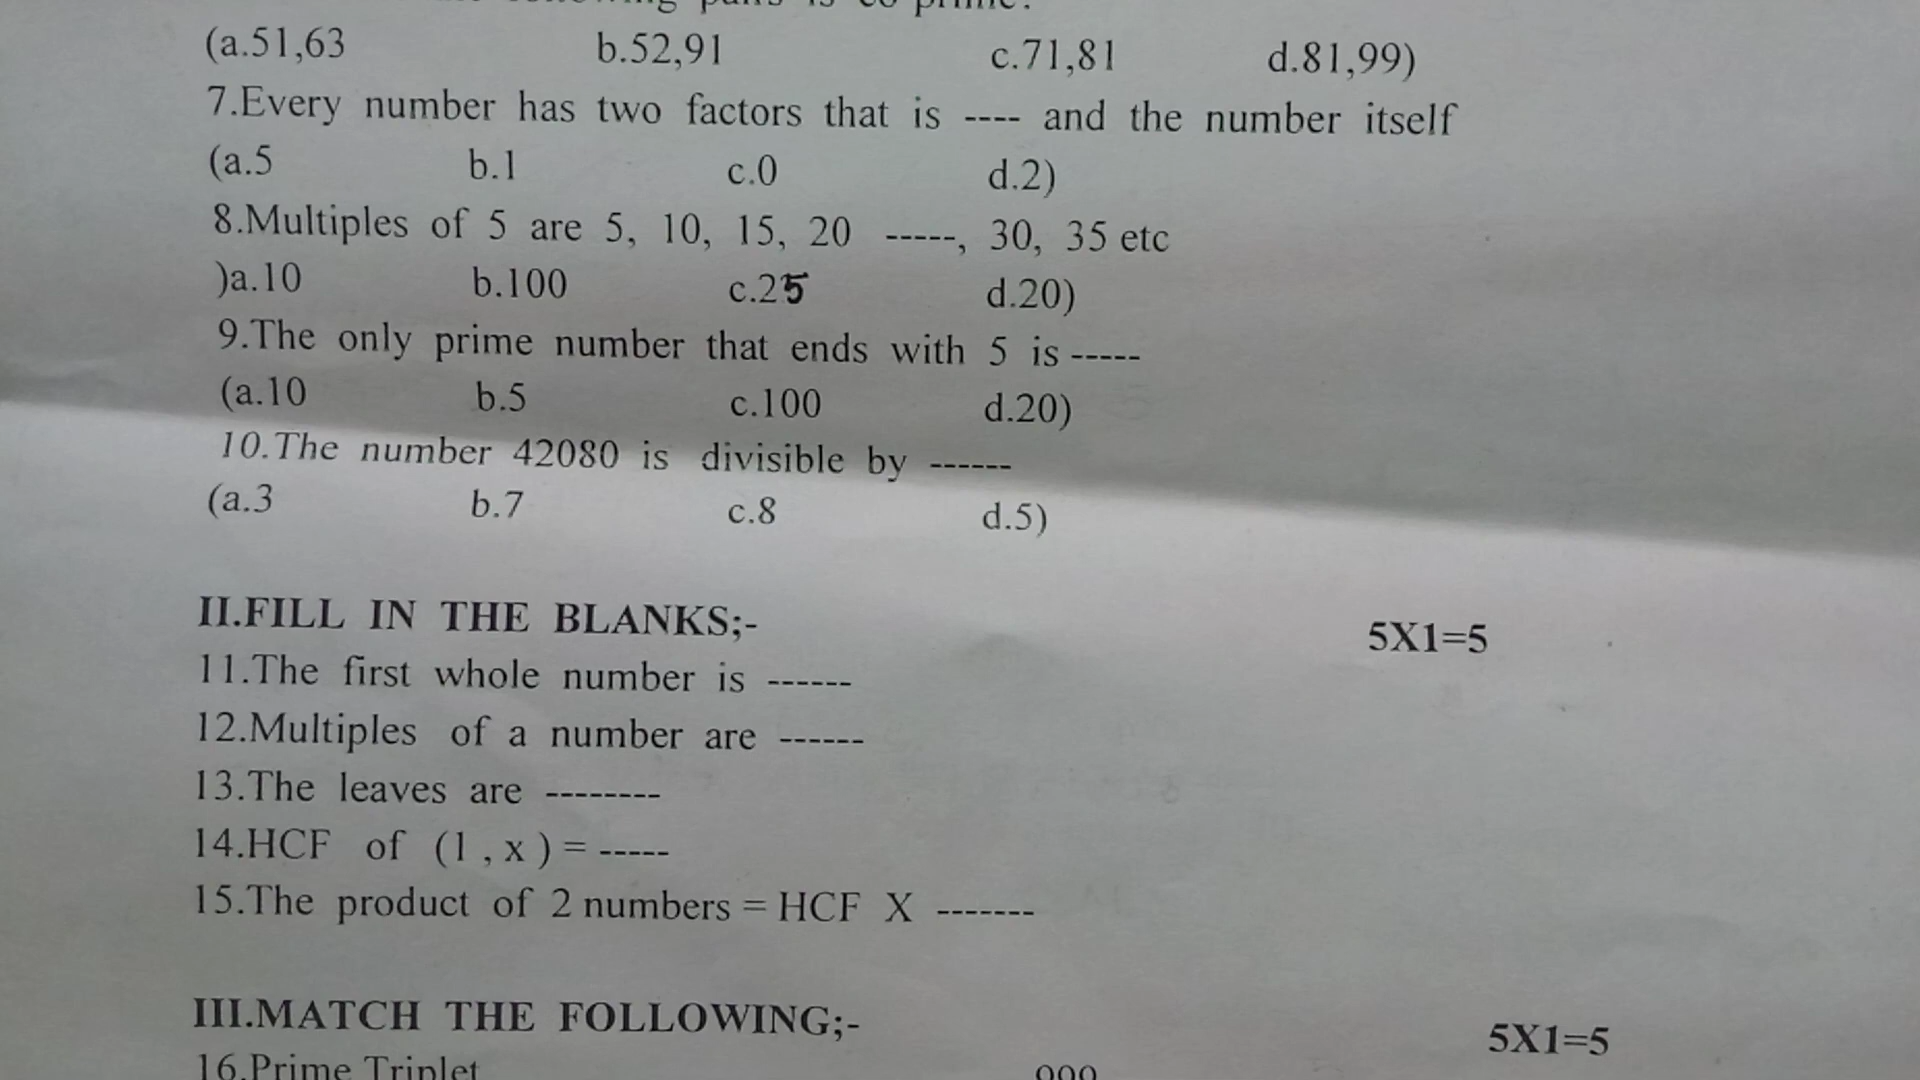 following pairs is co-prime?
(a.51,63 b.52,91 c.71,81 d.81,99)
7.Every number has two factors that is ---- and the number itself
(a.5 b.1 c.0 d.2)
8.Multiples of 5 are 5, 10, 15, 20 -----, 30, 35 etc
)a.10 b.100 c.25 d.20)
9.The only prime number that ends with 5 is -----
(a.10 b.5 c.100 d.20)
10.The number 42080 is divisible by ------
(a.3 b.7 c.8 d.5)
II.FILL IN THE BLANKS;- 5X1=5
11.The first whole number is ------
12.Multiples of a number are ------
13.The leaves are --------
14.HCF of (1 , x ) = -----
15.The product of 2 numbers = HCF X -------
III.MATCH THE FOLLOWING;- 5X1=5
16.Prime Triplet